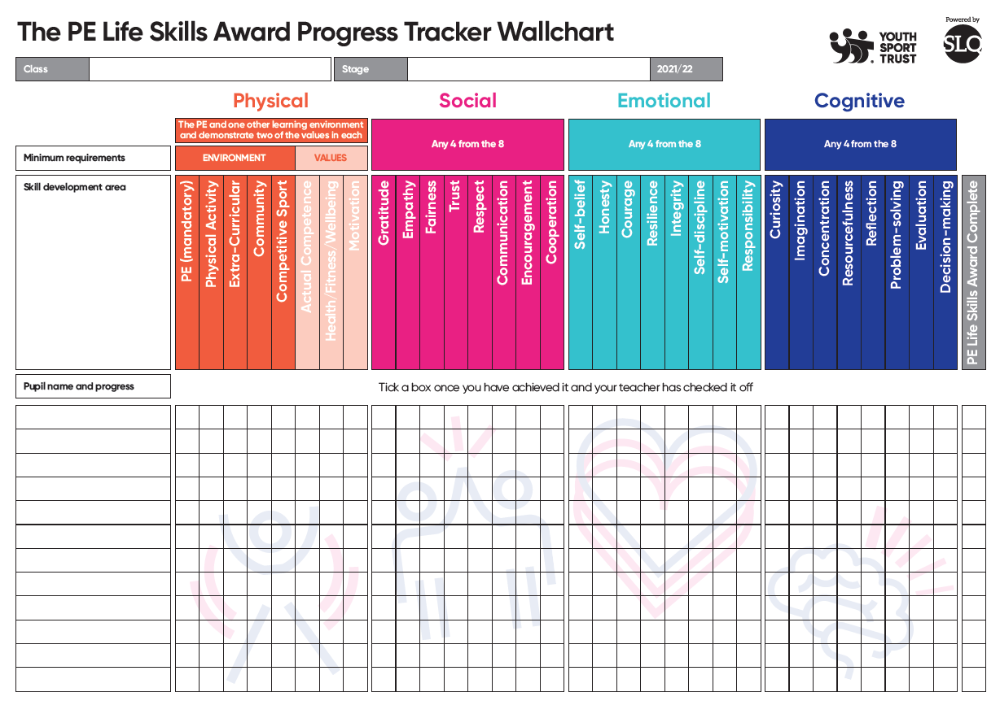 The PE Life Skills Award Progress Tracker Wallchart
Powered by
SLQ
YOUTH
SPORT
TRUST
Class
Stage
2021/22
Physical
Social
Emotional
Cognitive
The PE and one other learning environment
and demonstrate two of the values in each
Any 4 from the 8
Any 4 from the 8
Any 4 from the 8
Minimum requirements
ENVIRONMENT
VALUES
Skill development area
PE (mandatory)
Physical Activity
Extra-Curricular
Community
Competitive Sport
Actual Competence
Health/Fitness/Wellbeing
Motivation
Gratitude
Empathy
Fairness
Trust
Respect
Communication
Encouragement
Cooperation
Self-belief
Honesty
Courage
Resilience
Integrity
Self-discipline
Self-motivation
Responsibility
Curiosity
Imagination
Concentration
Resourcefulness
Reflection
Problem-solving
Evaluation
Decision-making
PE Life Skills Award Complete
Pupil name and progress
Tick a box once you have achieved it and your teacher has checked it off